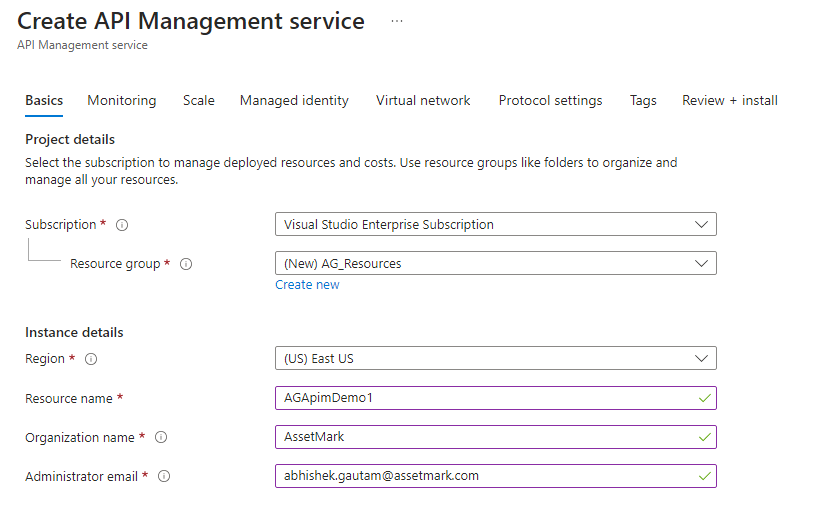 Create API Management service ...
API Management service
Basics Monitoring Scale Managed identity Virtual network Protocol settings Tags Review + install
Project details
Select the subscription to manage deployed resources and costs. Use resource groups like folders to organize and
manage all your resources.
Subscription * Visual Studio Enterprise Subscription
Resource group * (New) AG_Resources
Create new
Instance details
Region * (US) East US
Resource name * AGApimDemo1
Organization name * AssetMark
Administrator email * abhishek.gautam@assetmark.com